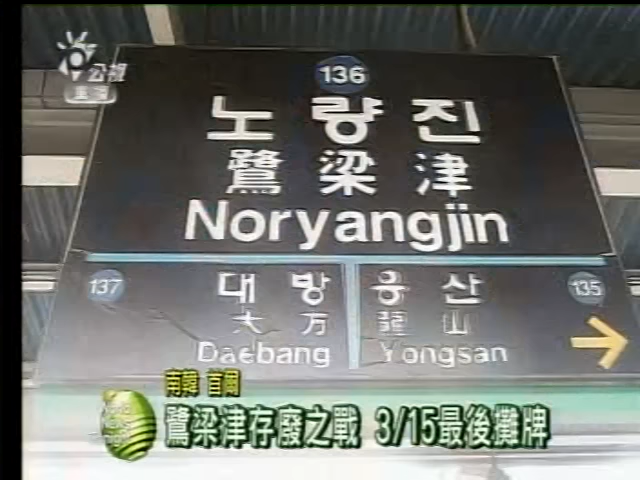 公視
重播
136
노 량 진
鷺 梁 津
Noryangjin
137 대 방 용 산 135
大 方 龍 山
Daebang Yongsan
南韓 首爾
鷺梁津存廢之戰 3/15最後攤牌